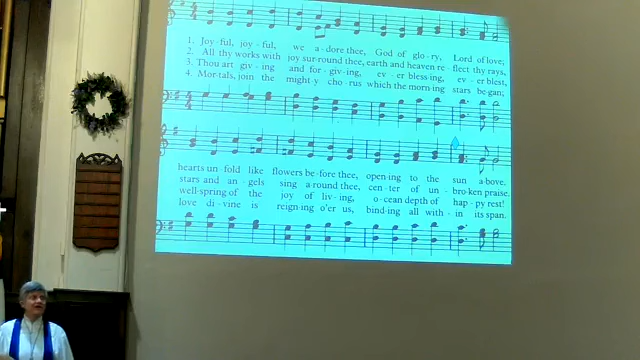 1. Joy-ful, joy-ful, we a-dore thee, God of glo-ry, Lord of love;
2. All thy works with joy sur-round thee, earth and heaven re-flect thy rays,
3. Thou art giv-ing and for-giv-ing, ev-er bless-ing, ev-er blest,
4. Mor-tals, join the might-y cho-rus which the morn-ing stars be-gan;
hearts un-fold like flowers be-fore thee, open-ing to the sun a-bove.
stars and an-gels sing a-round thee, cen-ter of un-bro-ken praise.
well-spring of the joy of liv-ing, o-cean depth of hap-py rest!
love di-vine is reign-ing o'er us, bind-ing all with-in its span.